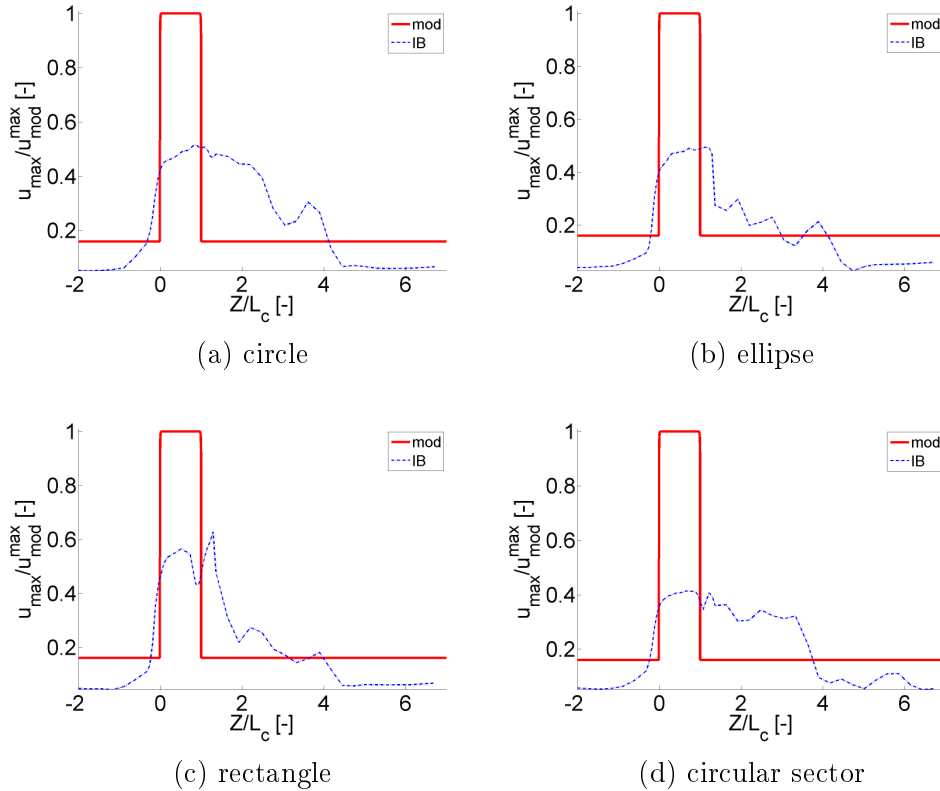 u_max/u_mod^max [-]
1
0.8
0.6
0.4
0.2
-2 0 2 4 6
Z/L_c [-]
mod
IB
(a) circle
u_max/u_mod^max [-]
1
0.8
0.6
0.4
0.2
-2 0 2 4 6
Z/L_c [-]
mod
IB
(b) ellipse
u_max/u_mod^max [-]
1
0.8
0.6
0.4
0.2
-2 0 2 4 6
Z/L_c [-]
mod
IB
(c) rectangle
u_max/u_mod^max [-]
1
0.8
0.6
0.4
0.2
-2 0 2 4 6
Z/L_c [-]
mod
IB
(d) circular sector